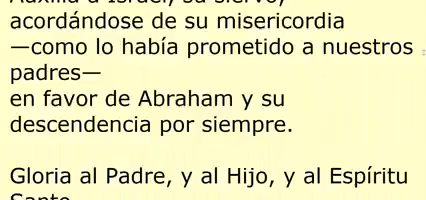 Auxilia a Israel, su siervo,
acordándose de su misericordia
—como lo había prometido a nuestros
padres—
en favor de Abraham y su
descendencia por siempre.
Gloria al Padre, y al Hijo, y al Espíritu
Santo.